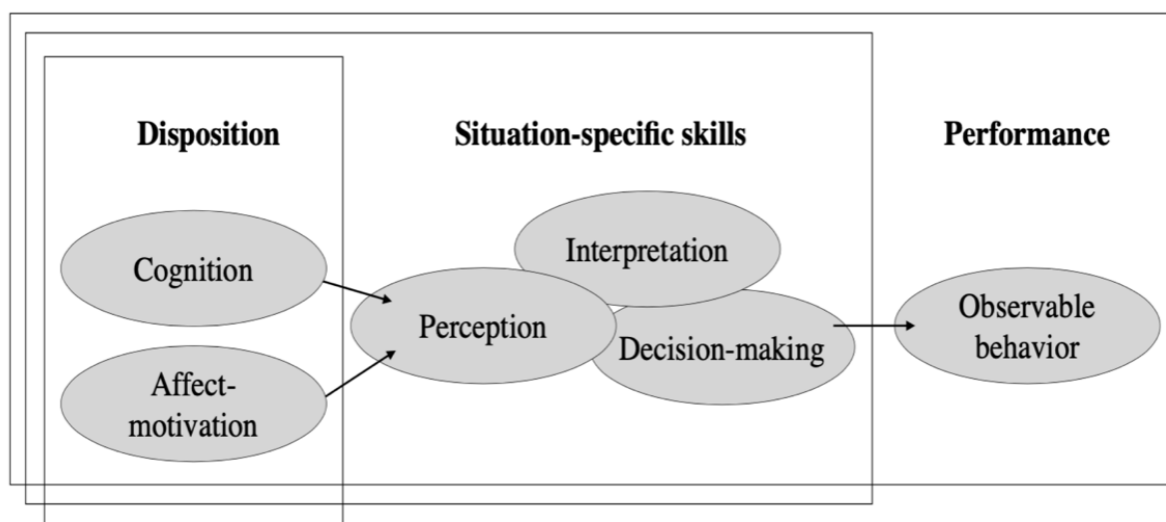 Disposition
Situation-specific skills
Performance
Cognition
Affect-
motivation
Perception
Interpretation
Decision-making
Observable
behavior